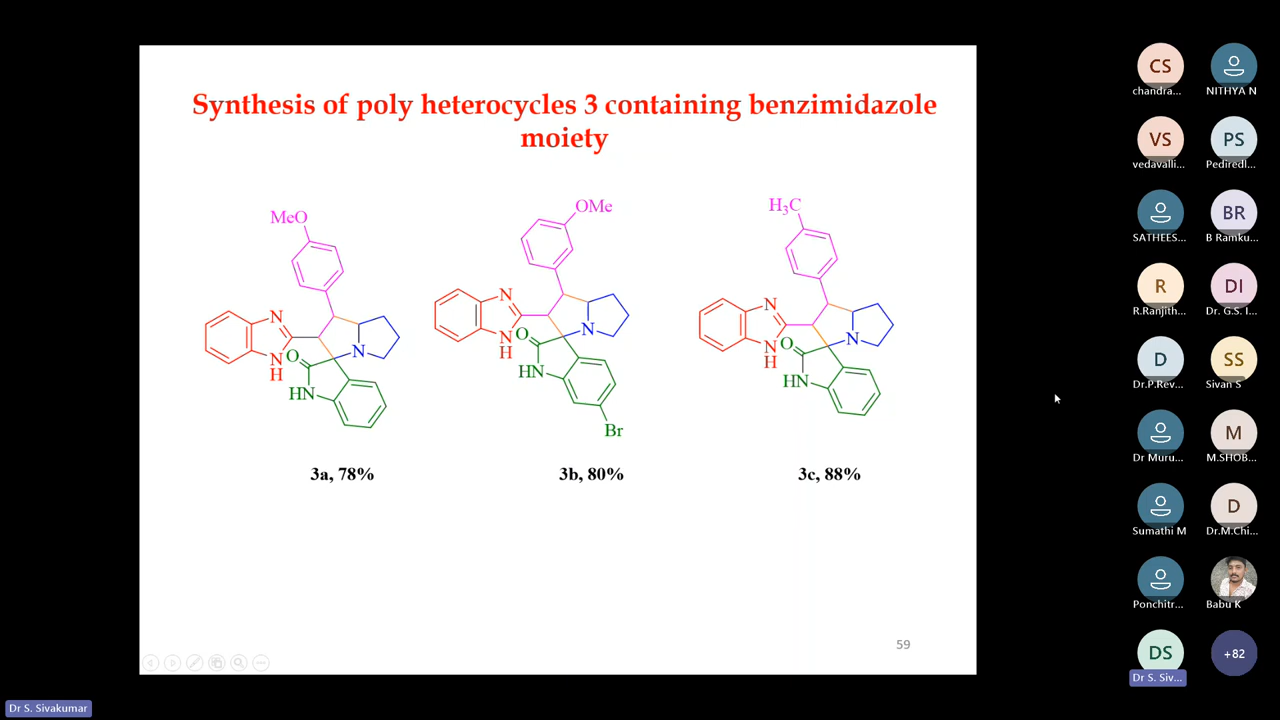 Synthesis of poly heterocycles 3 containing benzimidazole
moiety
MeO
N
N
H
O
N
HN
3a, 78%
OMe
N
N
H
O
N
HN
Br
3b, 80%
H₃C
N
N
H
O
N
HN
3c, 88%
59
CS
chandra...
NITHYA N
VS
vedavalli...
PS
Pediredl...
SATHEES...
BR
B Ramku...
R
R.Ranjith...
DI
Dr. G.S. I...
D
Dr.P.Rev...
SS
Sivan S
Dr Muru...
M
M.SHOB...
Sumathi M
D
Dr.M.Chi...
Ponchitr...
Babu K
DS
Dr S. Siv...
+82
Dr S. Sivakumar